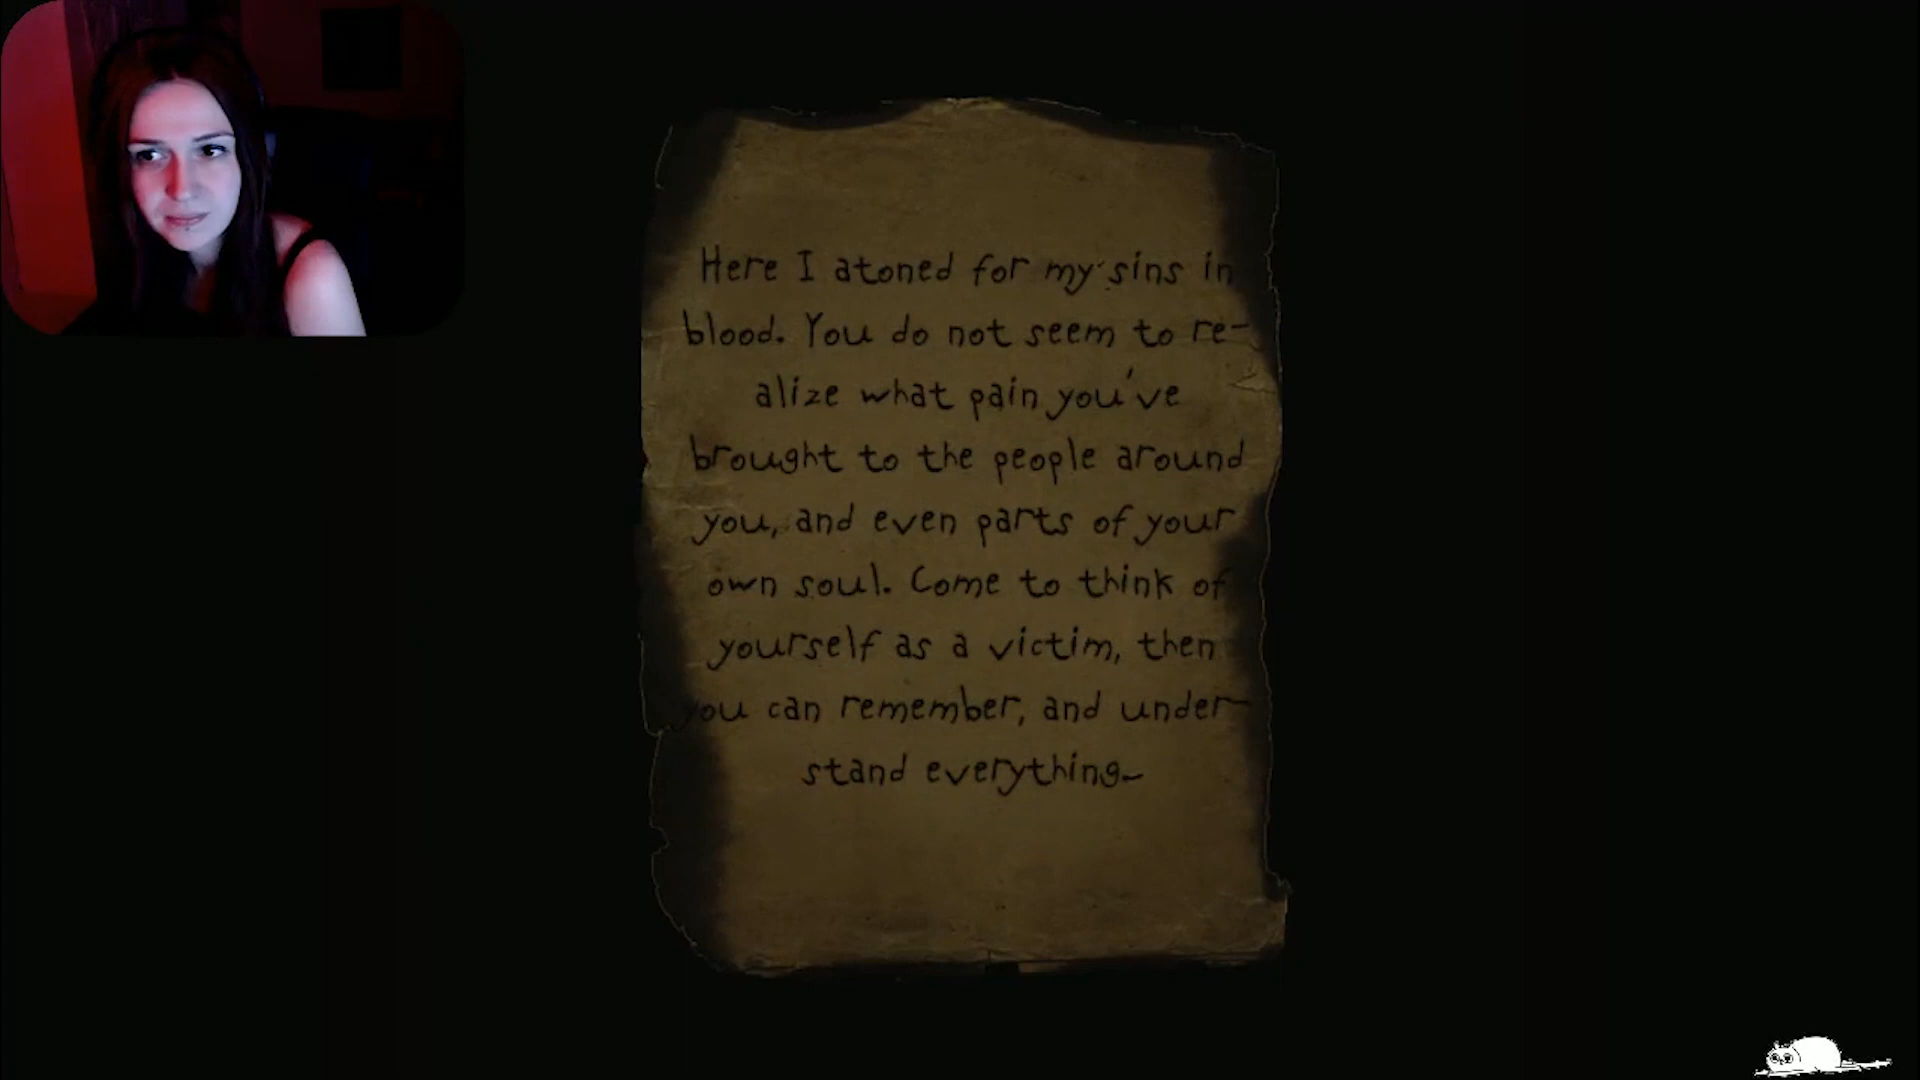 Here I atoned for my sins in
blood. You do not seem to re-
alize what pain you've
brought to the people around
you, and even parts of your
own soul. Come to think of
yourself as a victim, then
you can remember, and under-
stand everything-